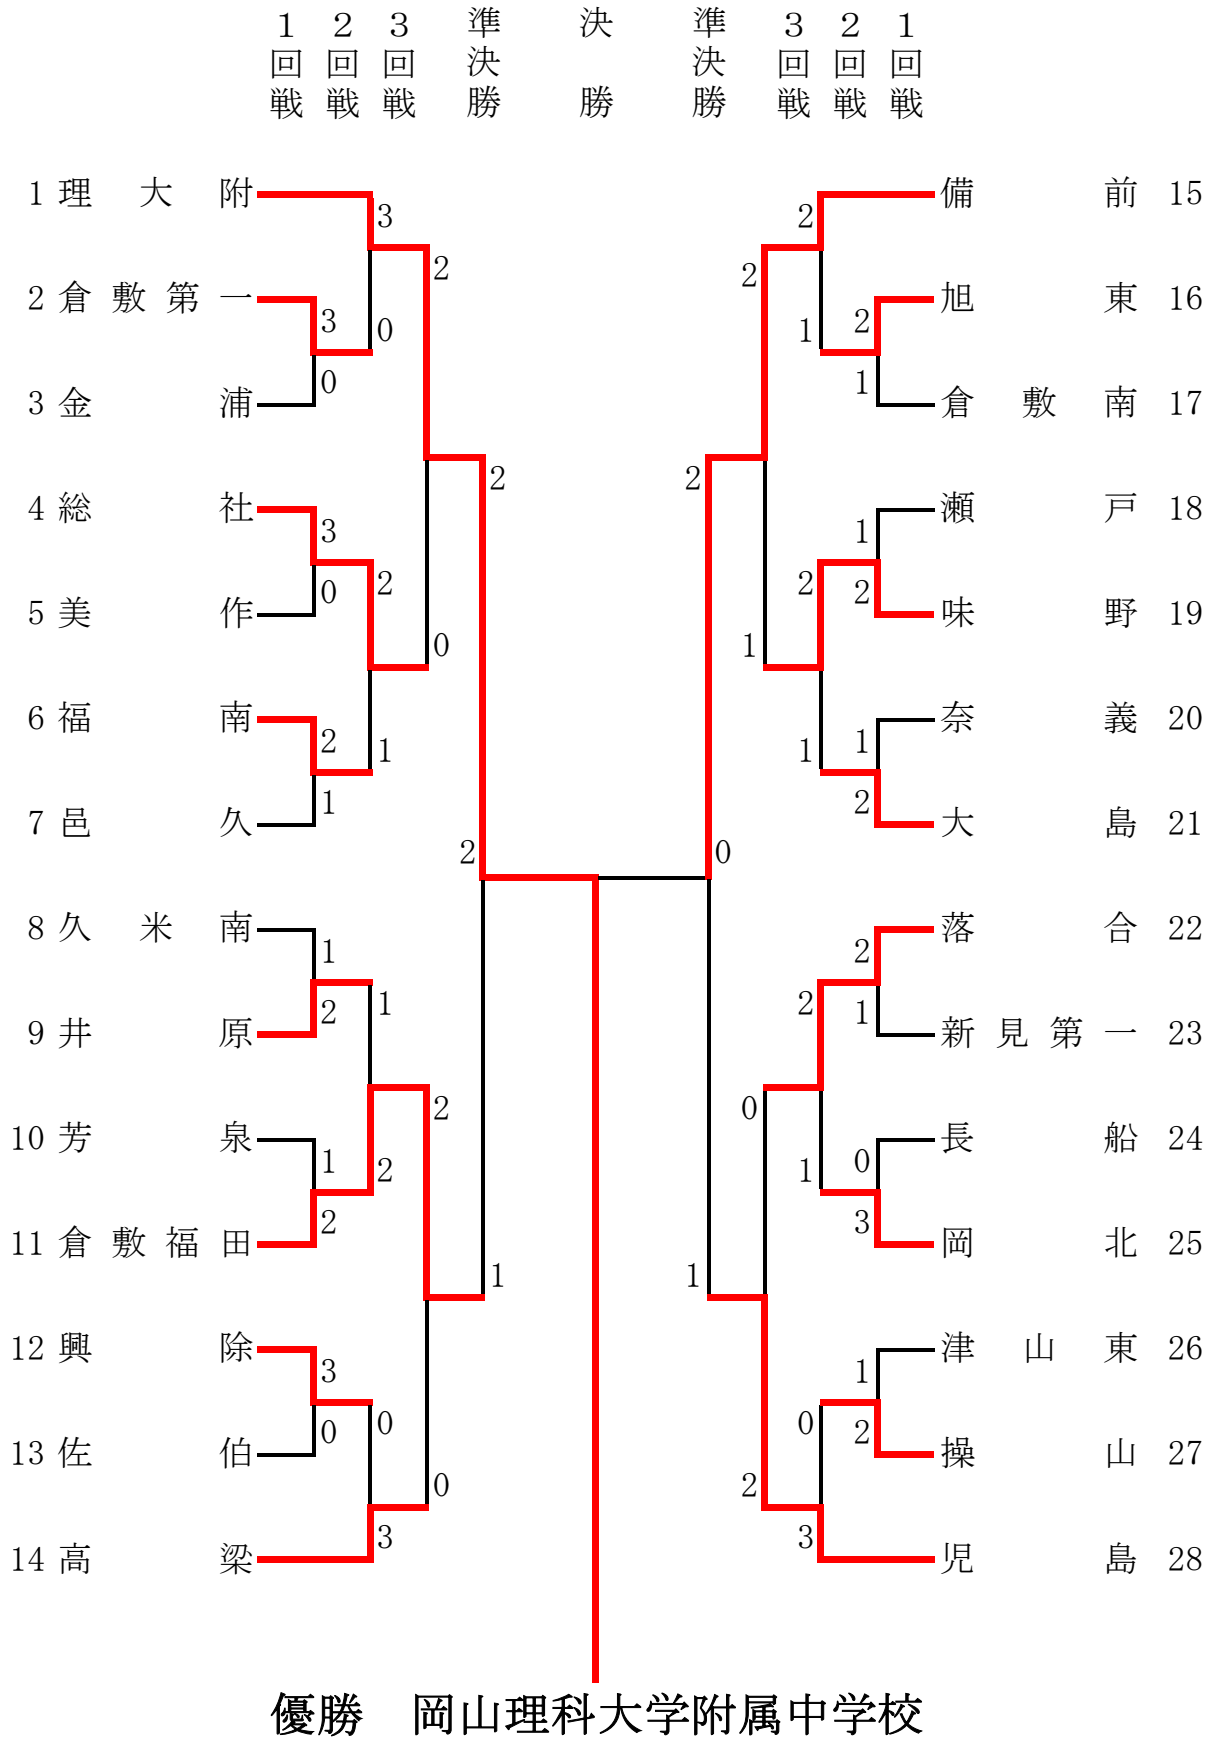 1回戦 2回戦 3回戦 準決勝 決勝 準決勝 3回戦 2回戦 1回戦
1 理大附
2 倉敷第一
3 金浦
4 総社
5 美作
6 福南
7 邑久
8 久米南
9 井原
10 芳泉
11 倉敷福田
12 興除
13 佐伯
14 高梁
3 0
3 0
3 0
2 1
2 1
1 2
1 2
1 2
3 0
0 3
2 0
2 0
2 1
2 0
2 1
2 1
2 1
2 1
1 2
2 1
1 2
2 1
2 1
0 3
0 2
1 2
0 3
備前 15
旭東 16
倉敷南 17
瀬戸 18
味野 19
奈義 20
大島 21
落合 22
新見第一 23
長船 24
岡北 25
津山東 26
操山 27
児島 28
優勝 岡山理科大学附属中学校